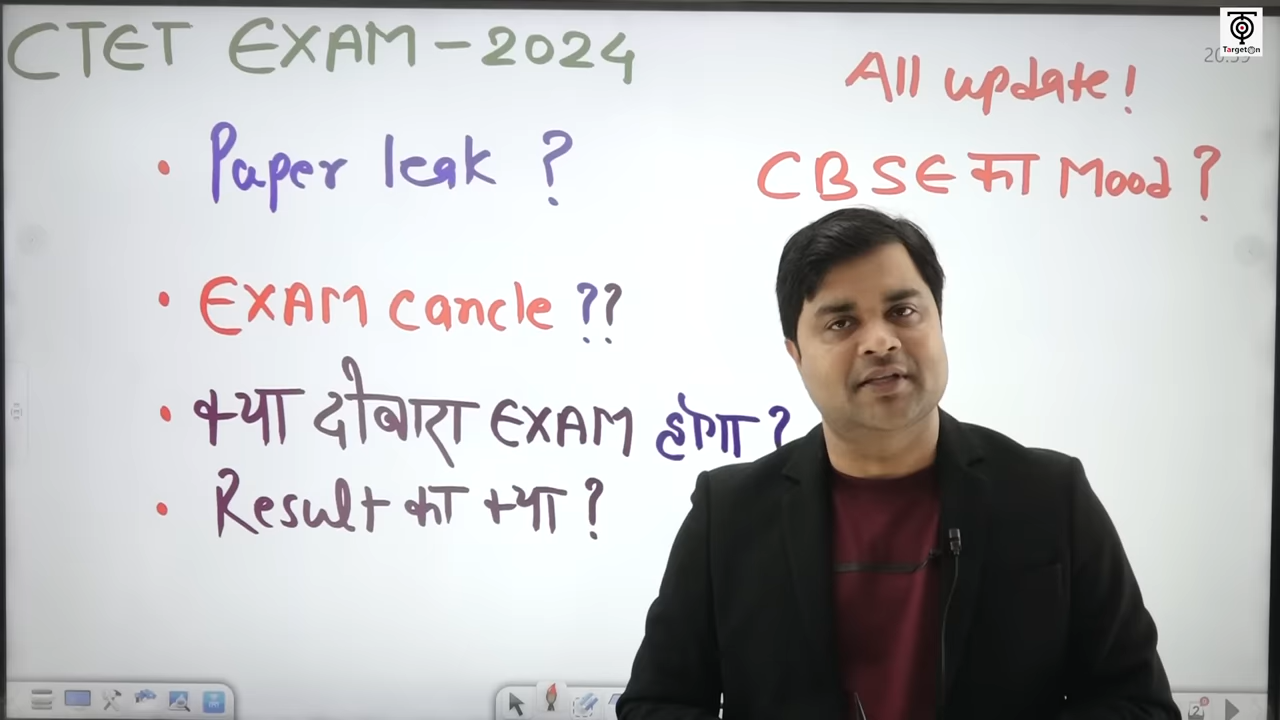 CTET EXAM - 2024
All update!
CBSE का Mood ?
• Paper leak ?
• EXAM cancle ??
• क्या दोबारा EXAM होगा ?
• Result का क्या ?
TargetOn